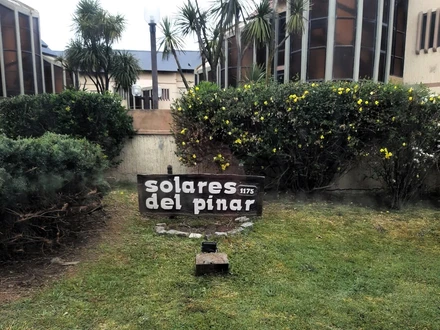 solares 1175
del pinar